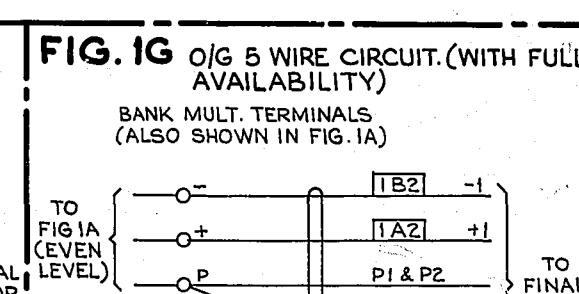 FIG. 1G O/G 5 WIRE CIRCUIT. (WITH FULL
AVAILABILITY)
BANK MULT. TERMINALS
(ALSO SHOWN IN FIG. 1A)
TO
FIG 1A
(EVEN
LEVEL)
- 1B2 -1
+ 1A2 +1
P P1 & P2
TO
FINAL